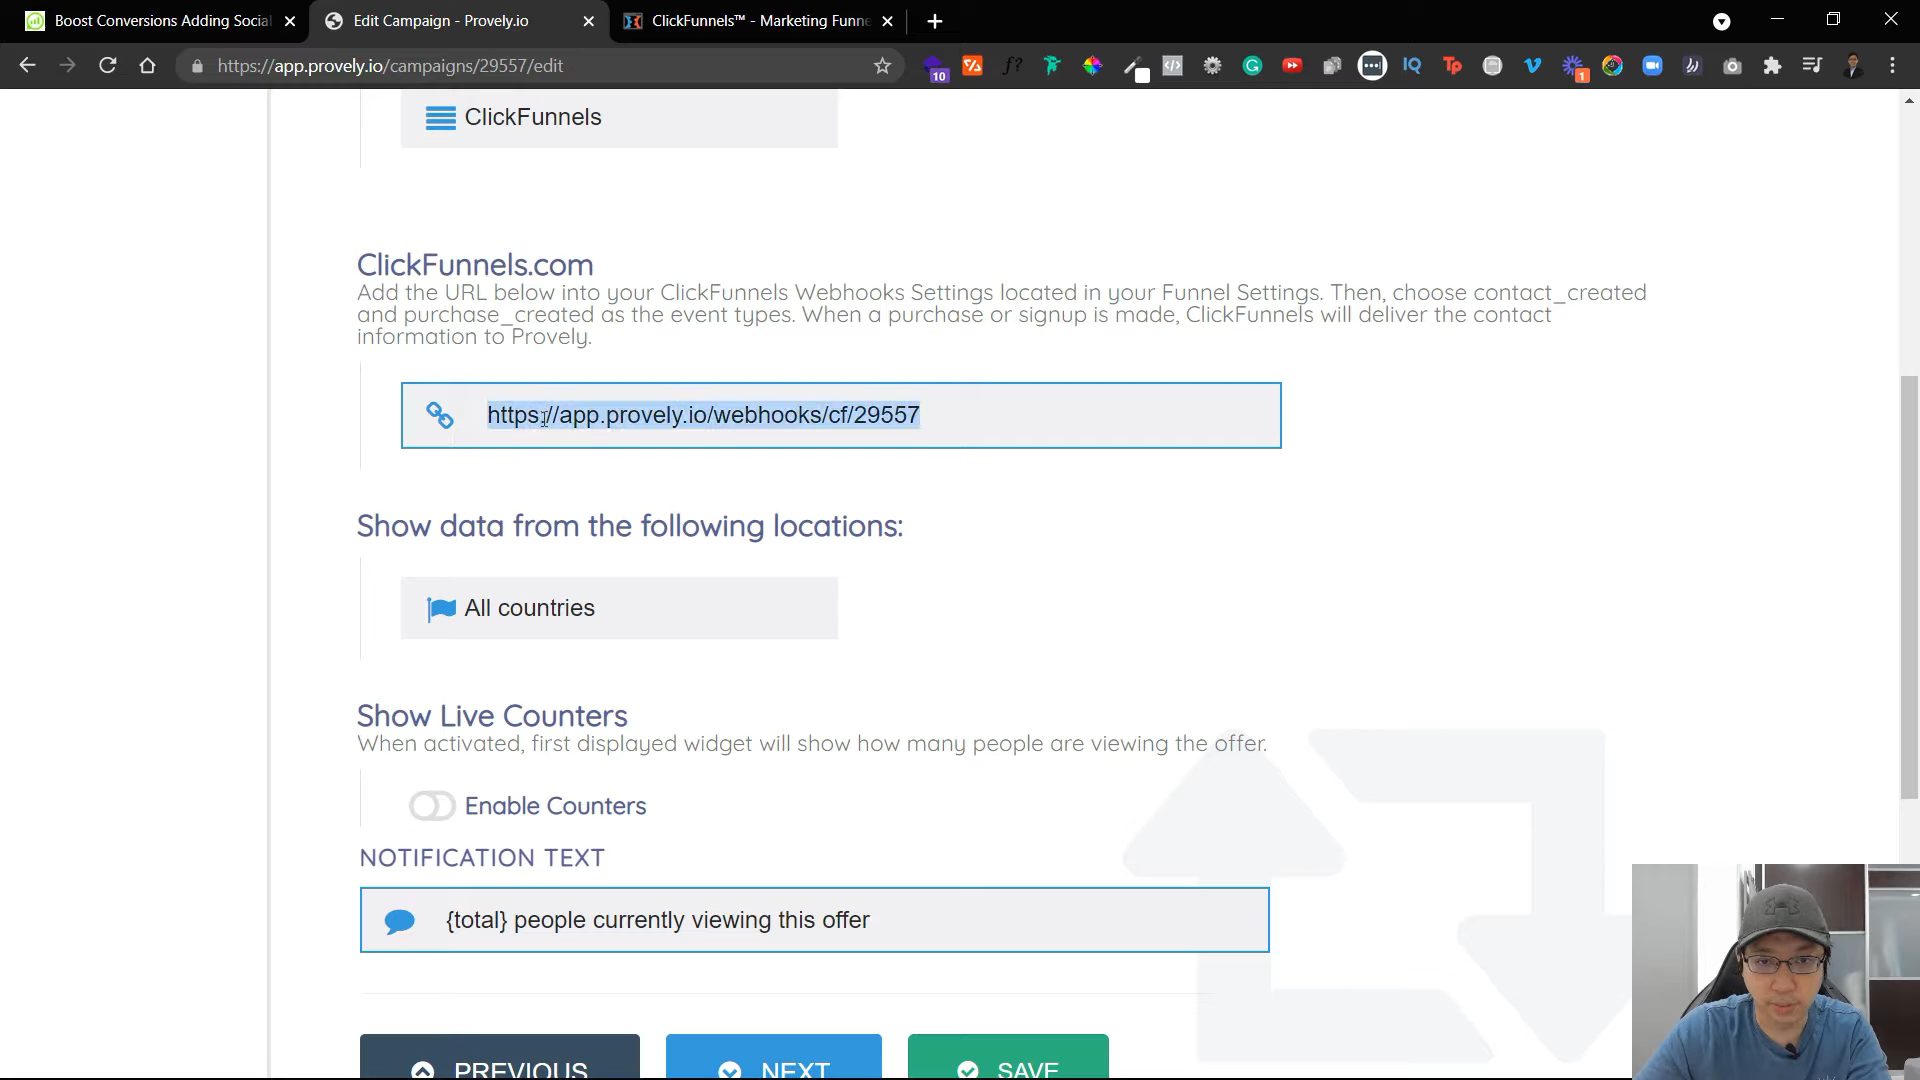 Boost Conversions Adding Social
Edit Campaign - Provely.io
ClickFunnels™ - Marketing Funne
https://app.provely.io/campaigns/29557/edit
10
f?
IQ
Tp
1
ClickFunnels
ClickFunnels.com
Add the URL below into your ClickFunnels Webhooks Settings located in your Funnel Settings. Then, choose contact_created
and purchase_created as the event types. When a purchase or signup is made, ClickFunnels will deliver the contact
information to Provely.
https://app.provely.io/webhooks/cf/29557
Show data from the following locations:
All countries
Show Live Counters
When activated, first displayed widget will show how many people are viewing the offer.
Enable Counters
NOTIFICATION TEXT
{total} people currently viewing this offer
PREVIOUS
NEXT
SAVE